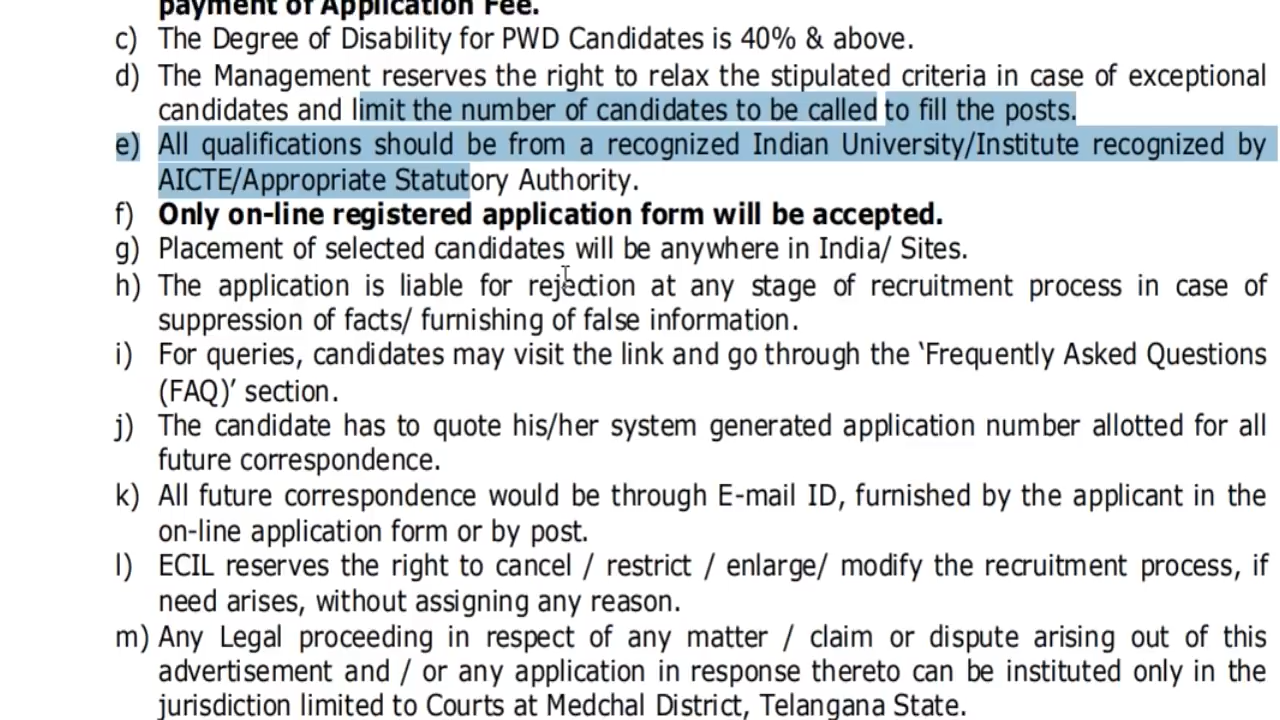 payment of Application Fee.
c) The Degree of Disability for PWD Candidates is 40% & above.
d) The Management reserves the right to relax the stipulated criteria in case of exceptional
candidates and limit the number of candidates to be called to fill the posts.
e) All qualifications should be from a recognized Indian University/Institute recognized by
AICTE/Appropriate Statutory Authority.
f) Only on-line registered application form will be accepted.
g) Placement of selected candidates will be anywhere in India/ Sites.
h) The application is liable for rejection at any stage of recruitment process in case of
suppression of facts/ furnishing of false information.
i) For queries, candidates may visit the link and go through the ‘Frequently Asked Questions
(FAQ)’ section.
j) The candidate has to quote his/her system generated application number allotted for all
future correspondence.
k) All future correspondence would be through E-mail ID, furnished by the applicant in the
on-line application form or by post.
l) ECIL reserves the right to cancel / restrict / enlarge/ modify the recruitment process, if
need arises, without assigning any reason.
m) Any Legal proceeding in respect of any matter / claim or dispute arising out of this
advertisement and / or any application in response thereto can be instituted only in the
jurisdiction limited to Courts at Medchal District, Telangana State.